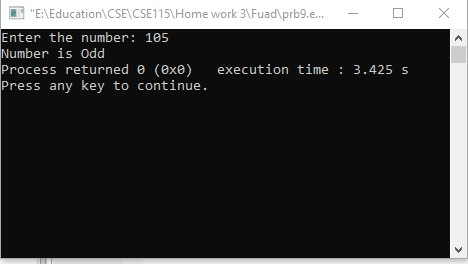 "E:\Education\CSE\CSE115\Home work 3\Fuad\prb9.e...
Enter the number: 105
Number is Odd
Process returned 0 (0x0)   execution time : 3.425 s
Press any key to continue.